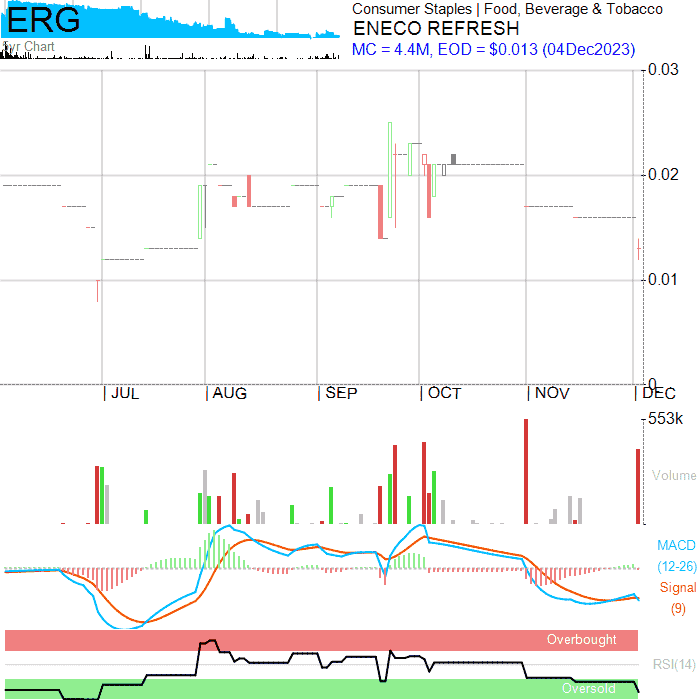 ERG
5yr Chart
Consumer Staples | Food, Beverage & Tobacco
ENECO REFRESH
MC = 4.4M, EOD = $0.013 (04Dec2023)
0.03
0.02
0.01
0
JUL AUG SEP OCT NOV DEC
553k
Volume
MACD
(12-26)
Signal
(9)
Overbought
RSI(14)
Oversold